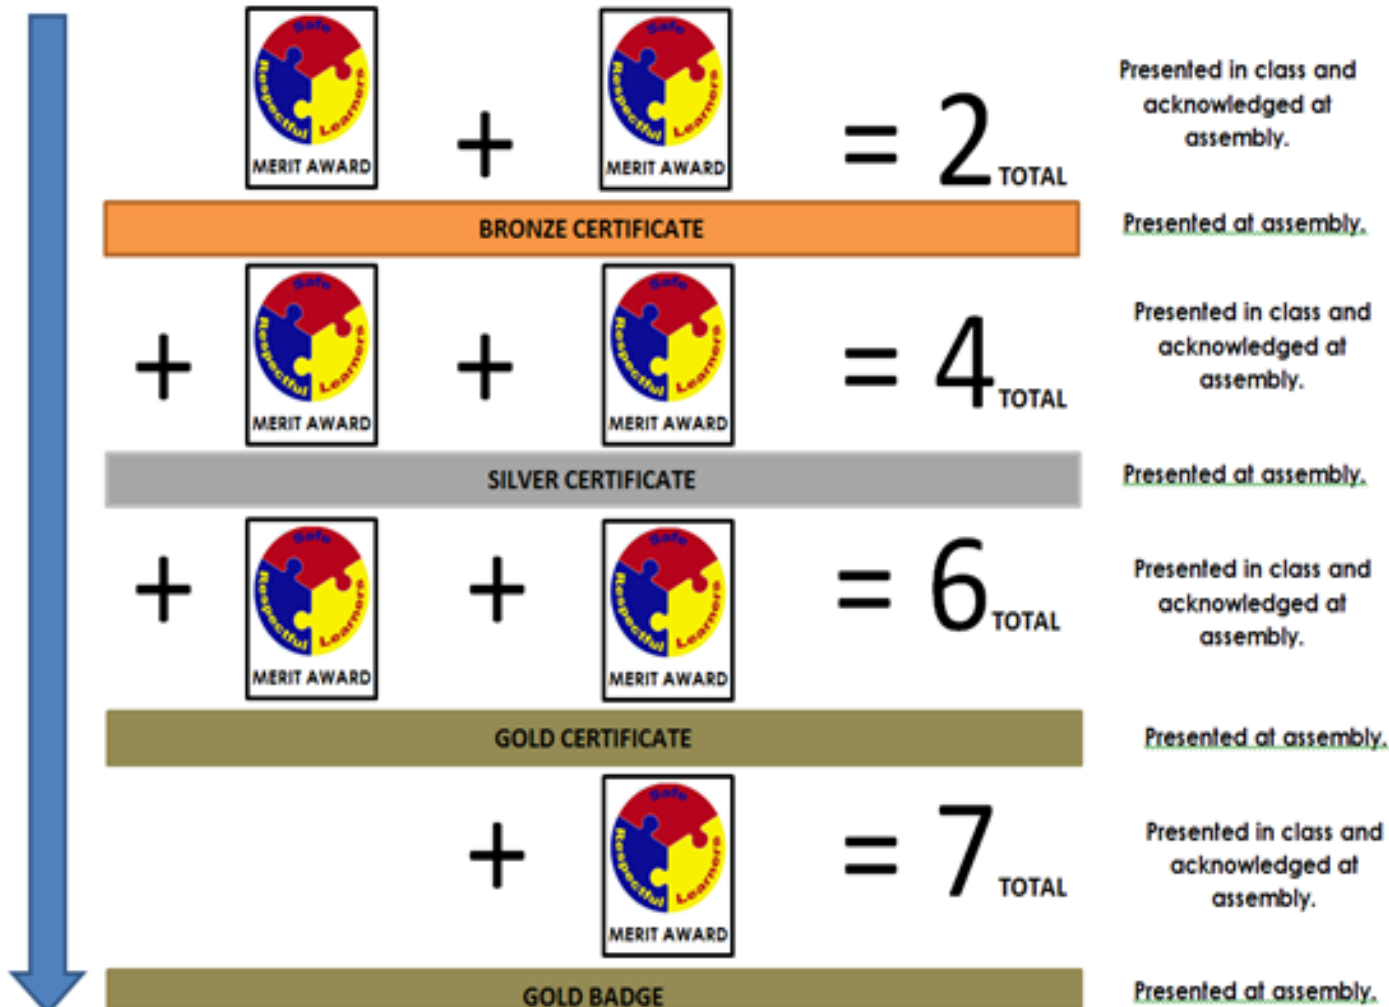 Safe
Respectful
Learners
MERIT AWARD
+
Safe
Respectful
Learners
MERIT AWARD
= 2 TOTAL
Presented in class and
acknowledged at
assembly.
BRONZE CERTIFICATE
Presented at assembly.
+
Safe
Respectful
Learners
MERIT AWARD
+
Safe
Respectful
Learners
MERIT AWARD
= 4 TOTAL
Presented in class and
acknowledged at
assembly.
SILVER CERTIFICATE
Presented at assembly.
+
Safe
Respectful
Learners
MERIT AWARD
+
Safe
Respectful
Learners
MERIT AWARD
= 6 TOTAL
Presented in class and
acknowledged at
assembly.
GOLD CERTIFICATE
Presented at assembly.
+
Safe
Respectful
Learners
MERIT AWARD
= 7 TOTAL
Presented in class and
acknowledged at
assembly.
GOLD BADGE
Presented at assembly.